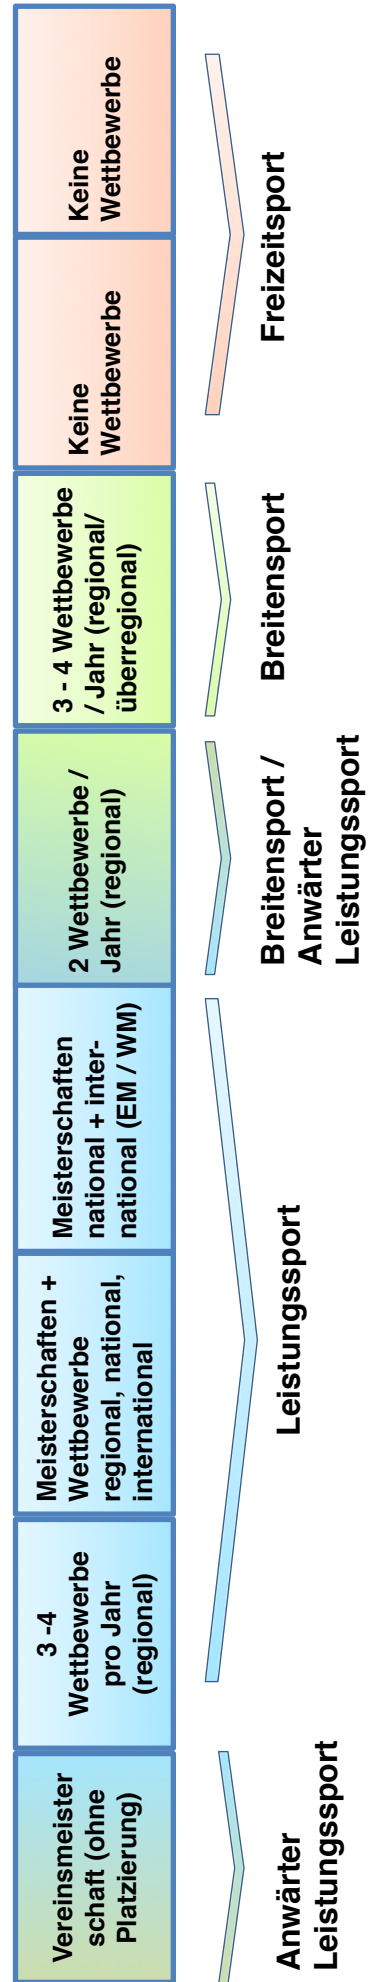 Vereinsmeister
schaft (ohne
Platzierung)
3 -4
Wettbewerbe
pro Jahr
(regional)
Meisterschaften +
Wettbewerbe
regional, national,
international
Meisterschaften
national + inter-
national (EM / WM)
2 Wettbewerbe /
Jahr (regional)
3 - 4 Wettbewerbe
/ Jahr (regional/
überregional)
Keine
Wettbewerbe
Keine
Wettbewerbe
Anwärter
Leistungssport
Leistungssport
Breitensport /
Anwärter
Leistungssport
Breitensport
Freizeitsport